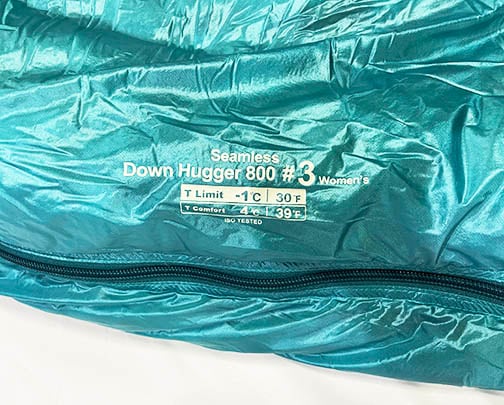 Seamless
Down Hugger 800 #3 Women's
T Limit -1°C 30°F
T Comfort 4°C 39°F
ISO TESTED